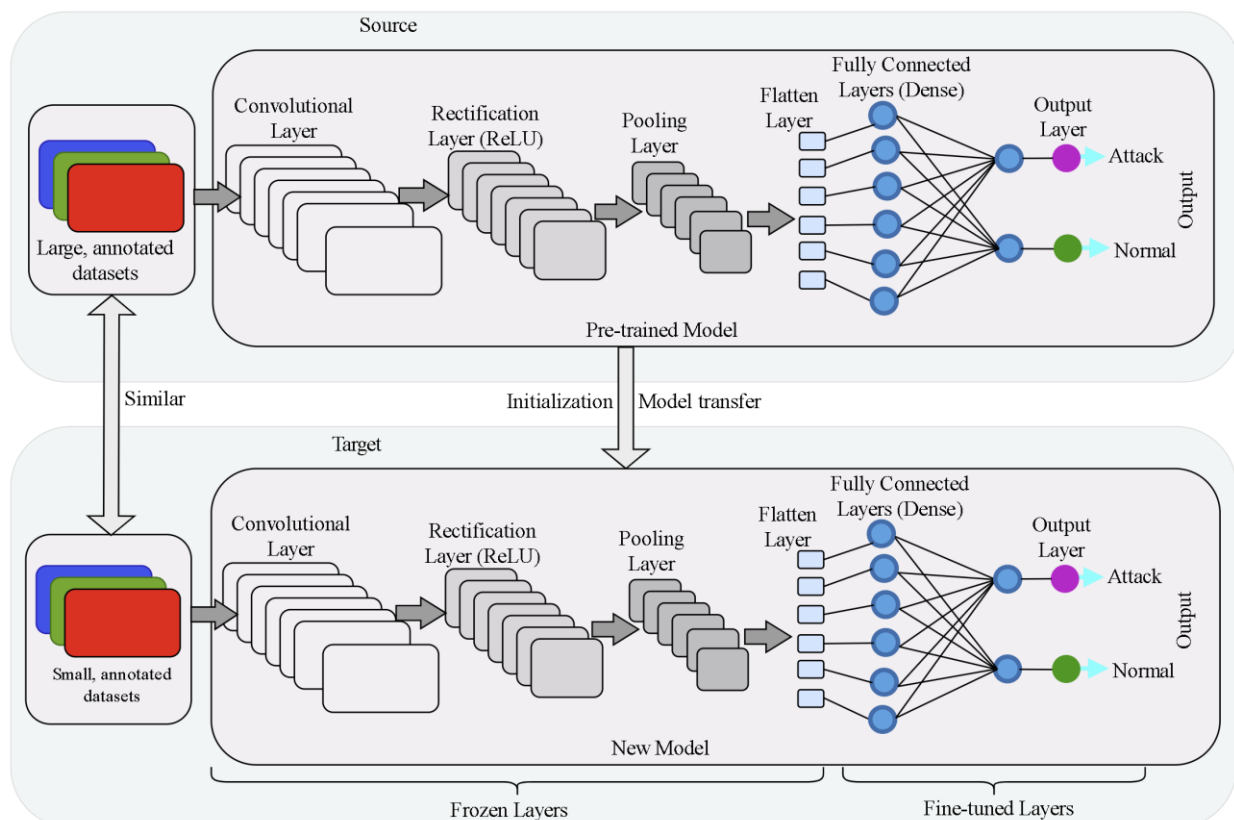 Source
Convolutional
Layer
Rectification
Layer (ReLU)
Pooling
Layer
Flatten
Layer
Fully Connected
Layers (Dense)
Output
Layer
Attack
Normal
Output
Large, annotated
datasets
Pre-trained Model
Similar
Initialization
Model transfer
Target
Convolutional
Layer
Rectification
Layer (ReLU)
Pooling
Layer
Flatten
Layer
Fully Connected
Layers (Dense)
Output
Layer
Attack
Normal
Output
Small, annotated
datasets
New Model
Frozen Layers
Fine-tuned Layers